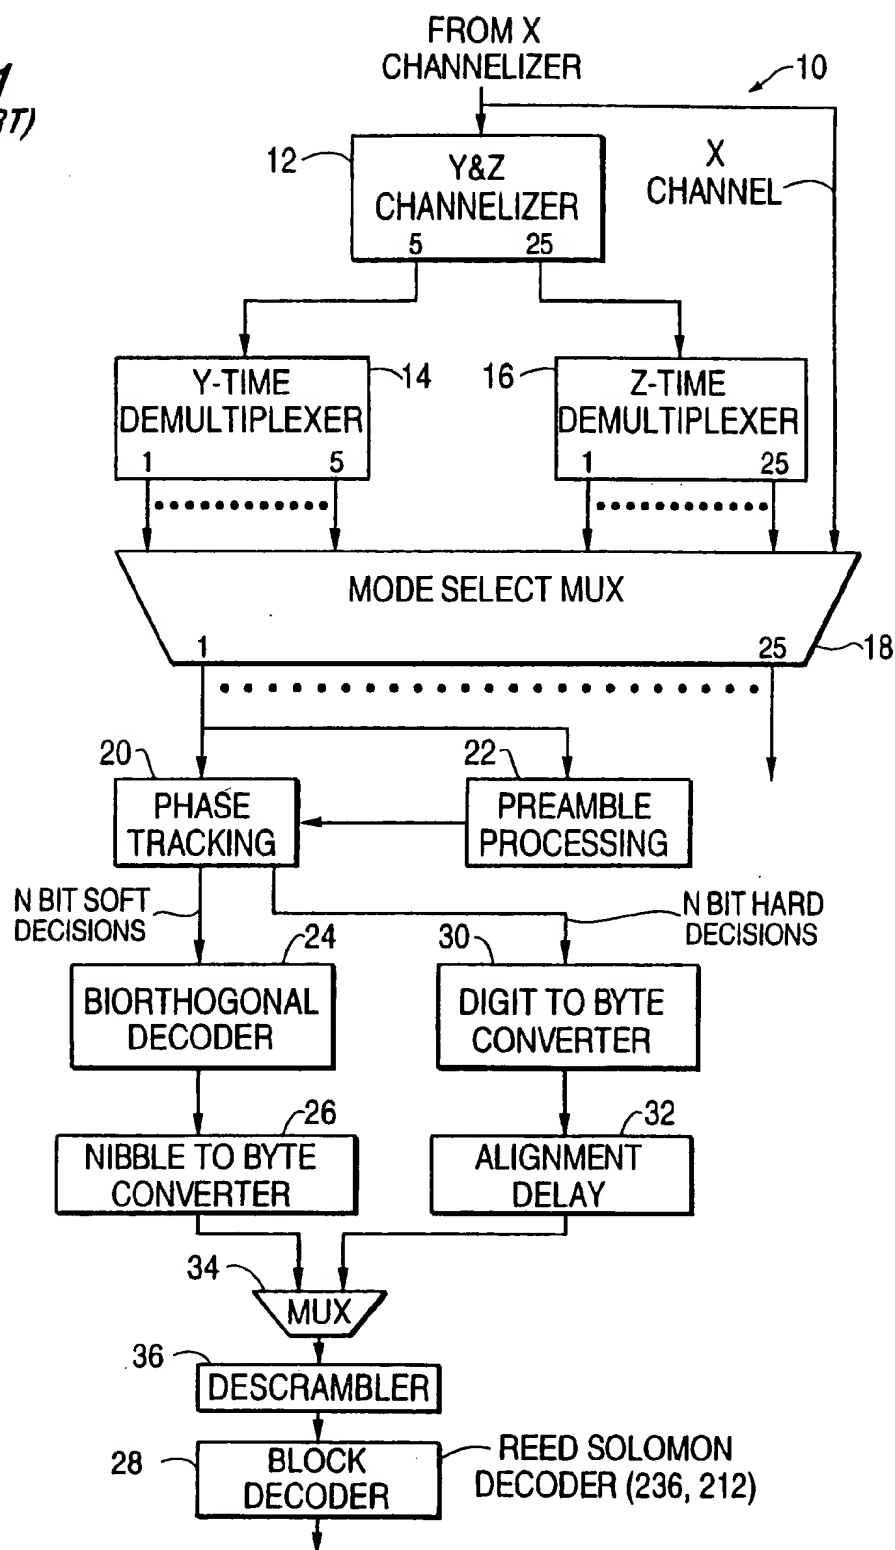 FROM X
CHANNELIZER
10
1
RT)
12
Y&Z
CHANNELIZER
5 25
X
CHANNEL
Y-TIME
DEMULTIPLEXER
1 5
14
16
Z-TIME
DEMULTIPLEXER
1 25
MODE SELECT MUX
1 25
18
20
PHASE
TRACKING
22
PREAMBLE
PROCESSING
N BIT SOFT
DECISIONS
N BIT HARD
DECISIONS
24
BIORTHOGONAL
DECODER
30
DIGIT TO BYTE
CONVERTER
26
NIBBLE TO BYTE
CONVERTER
32
ALIGNMENT
DELAY
34
MUX
36
DESCRAMBLER
28
BLOCK
DECODER
REED SOLOMON
DECODER (236, 212)